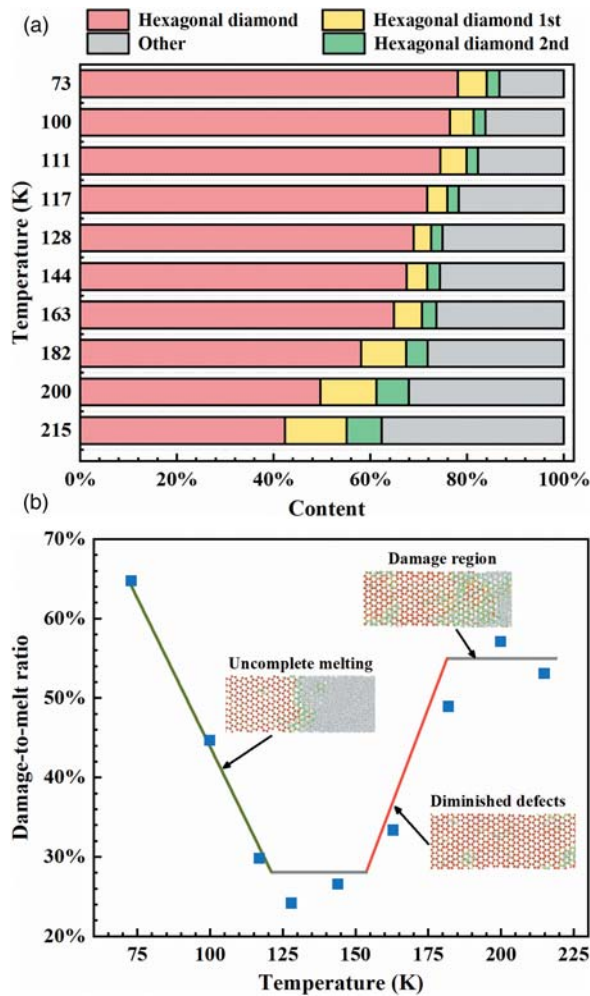 (a)
Hexagonal diamond
Hexagonal diamond 1st
Other
Hexagonal diamond 2nd
Temperature (K)
73
100
111
117
128
144
163
182
200
215
0%
20%
40%
60%
80%
100%
Content
(b)
Damage-to-melt ratio
70%
60%
50%
40%
30%
20%
Damage region
Uncomplete melting
Diminished defects
75
100
125
150
175
200
225
Temperature (K)